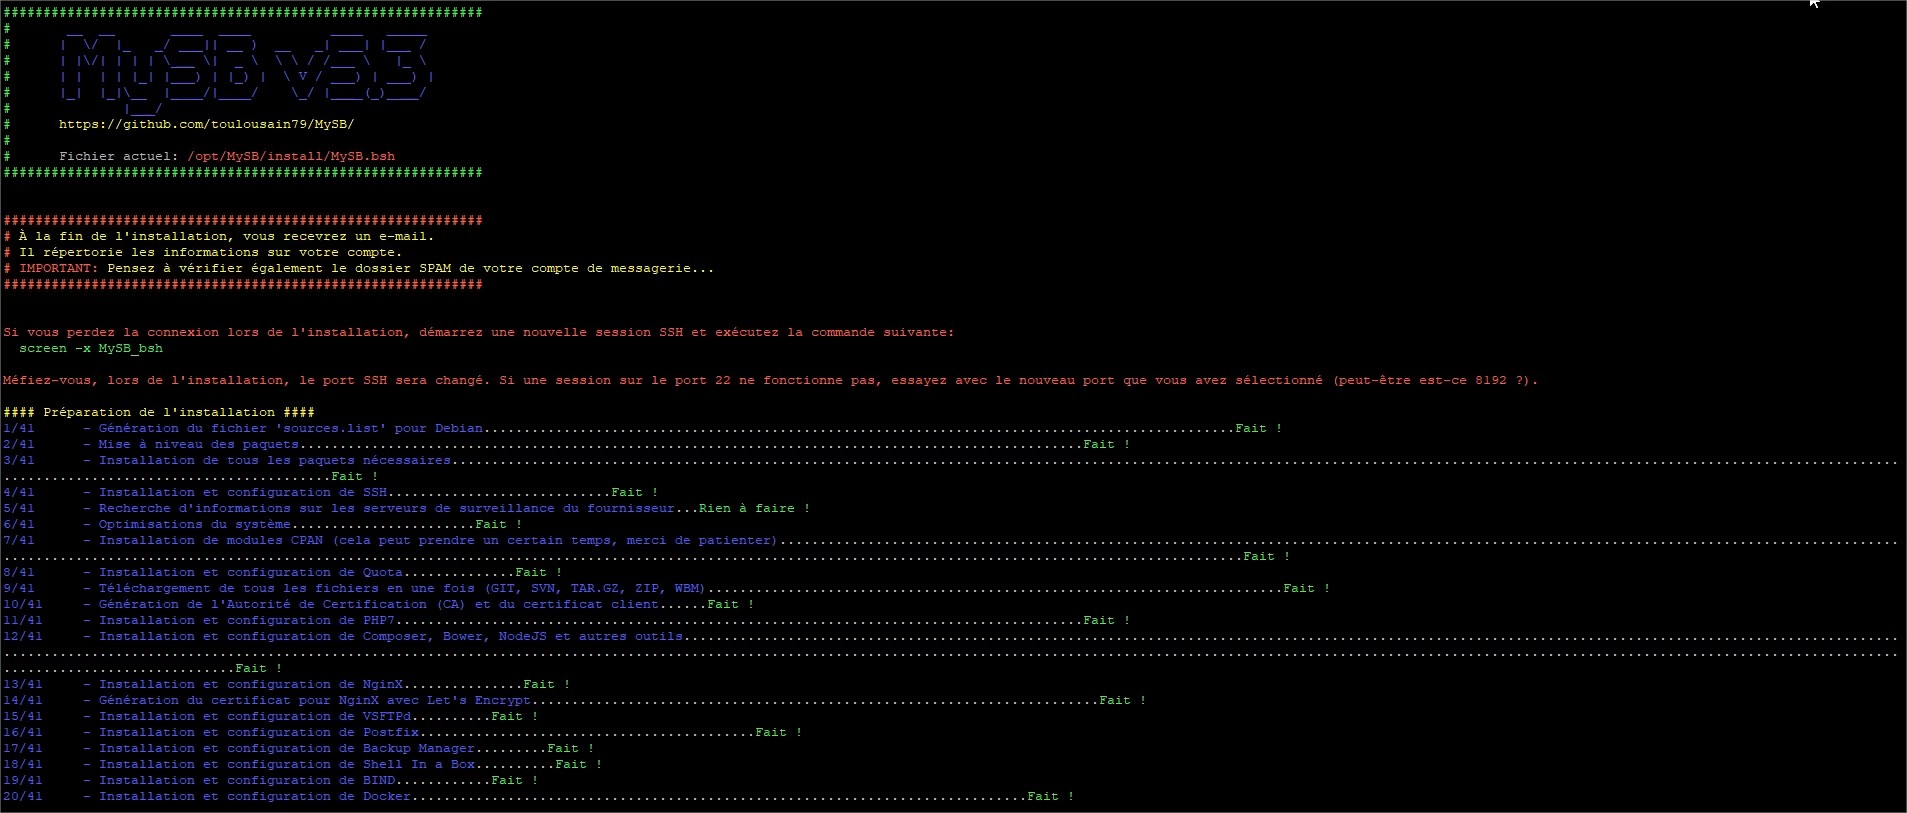 ############################################################
#
# MySB v5.3
#
#
#
#
# https://github.com/toulousain79/MySB/
#
# Fichier actuel: /opt/MySB/install/MySB.bsh
############################################################
############################################################
# À la fin de l'installation, vous recevrez un e-mail.
# Il répertorie les informations sur votre compte.
# IMPORTANT: Pensez à vérifier également le dossier SPAM de votre compte de messagerie...
############################################################
Si vous perdez la connexion lors de l'installation, démarrez une nouvelle session SSH et exécutez la commande suivante:
screen -x MySB_bsh
Méfiez-vous, lors de l'installation, le port SSH sera changé. Si une session sur le port 22 ne fonctionne pas, essayez avec le nouveau port que vous avez sélectionné (peut-être est-ce 8192 ?).
#### Préparation de l'installation ####
1/41 - Génération du fichier 'sources.list' pour Debian...Fait !
2/41 - Mise à niveau des paquets...Fait !
3/41 - Installation de tous les paquets nécessaires...
...Fait !
4/41 - Installation et configuration de SSH...Fait !
5/41 - Recherche d'informations sur les serveurs de surveillance du fournisseur...Rien à faire !
6/41 - Optimisations du système...Fait !
7/41 - Installation de modules CPAN (cela peut prendre un certain temps, merci de patienter)...
...Fait !
8/41 - Installation et configuration de Quota...Fait !
9/41 - Téléchargement de tous les fichiers en une fois (GIT, SVN, TAR.GZ, ZIP, WBM)...Fait !
10/41 - Génération de l'Autorité de Certification (CA) et du certificat client......Fait !
11/41 - Installation et configuration de PHP7...Fait !
12/41 - Installation et configuration de Composer, Bower, NodeJS et autres outils...
...
...Fait !
13/41 - Installation et configuration de NginX...Fait !
14/41 - Génération du certificat pour NginX avec Let's Encrypt...Fait !
15/41 - Installation et configuration de VSFTPd...Fait !
16/41 - Installation et configuration de Postfix...Fait !
17/41 - Installation et configuration de Backup Manager...Fait !
18/41 - Installation et configuration de Shell In a Box...Fait !
19/41 - Installation et configuration de BIND...Fait !
20/41 - Installation et configuration de Docker...Fait !